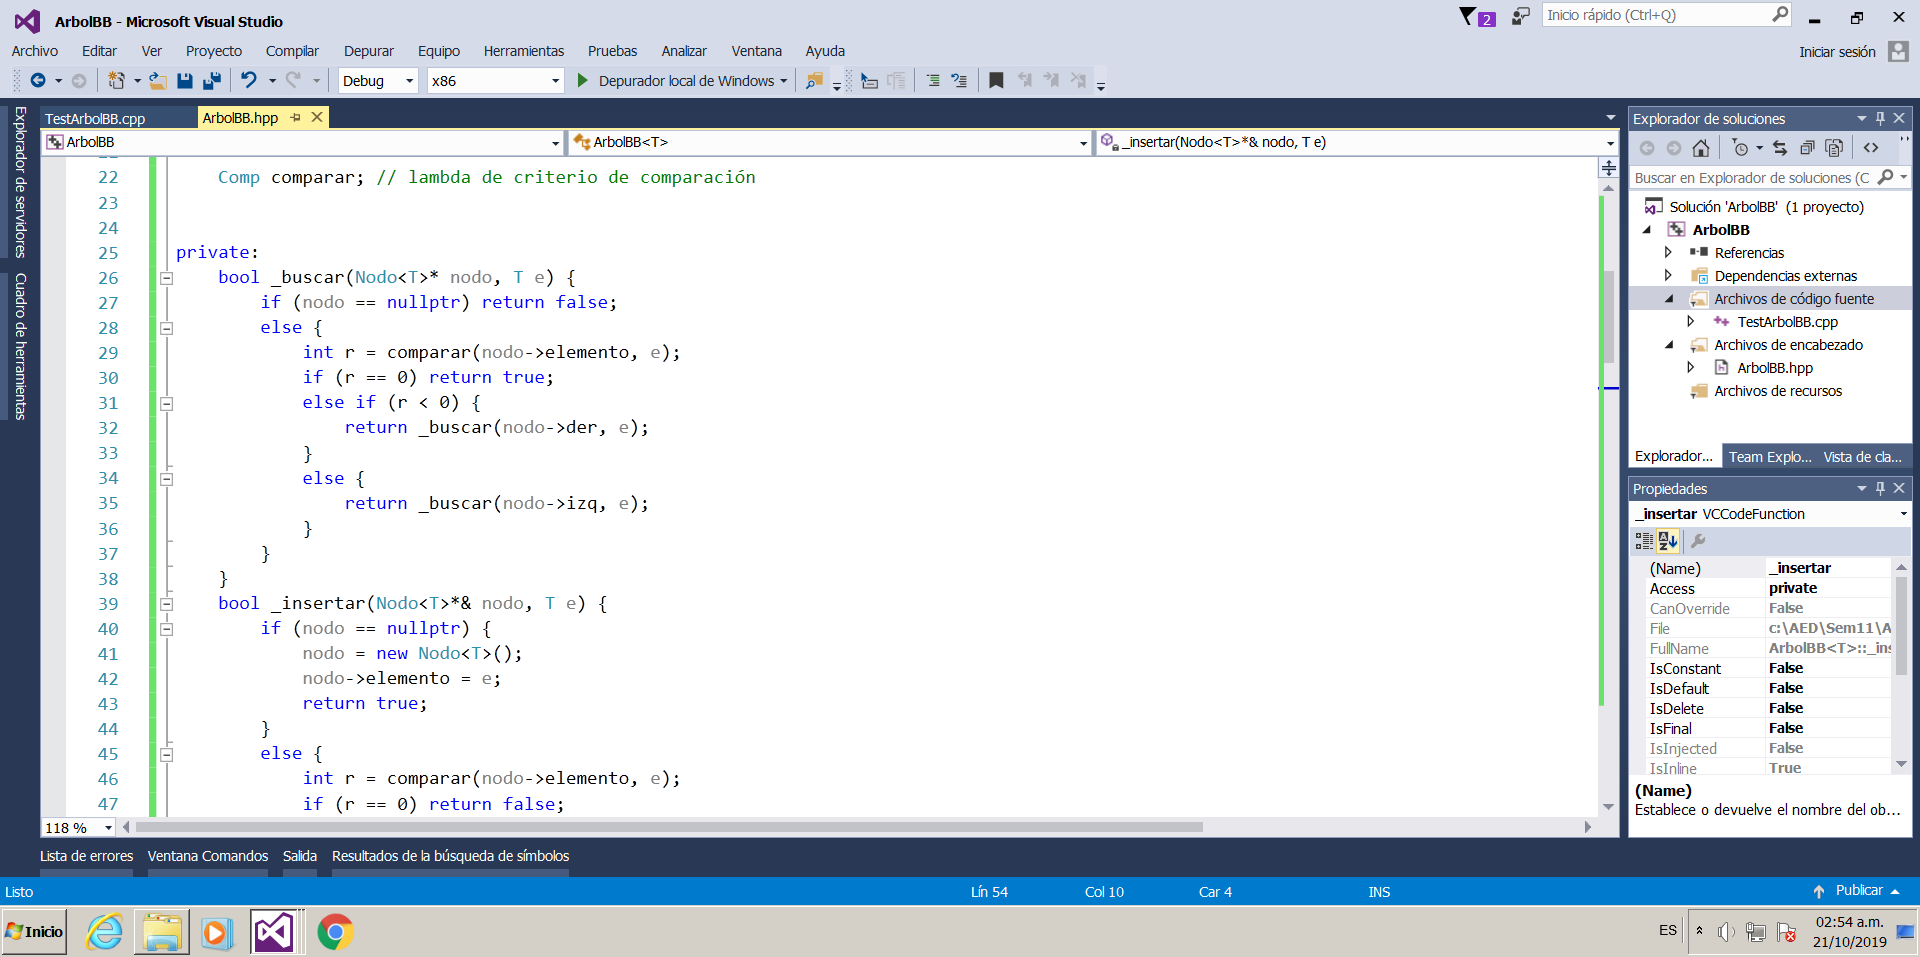 ArbolBB - Microsoft Visual Studio
2
Inicio rápido (Ctrl+Q)
Archivo Editar Ver Proyecto Compilar Depurar Equipo Herramientas Pruebas Analizar Ventana Ayuda
Iniciar sesión
Debug x86 Depurador local de Windows
Explorador de servidores
Cuadro de herramientas
TestArbolBB.cpp ArbolBB.hpp
ArbolBB ArbolBB<T> _insertar(Nodo<T>*& nodo, T e)
22 Comp comparar; // lambda de criterio de comparación
23
24
25 private:
26 bool _buscar(Nodo<T>* nodo, T e) {
27 if (nodo == nullptr) return false;
28 else {
29 int r = comparar(nodo->elemento, e);
30 if (r == 0) return true;
31 else if (r < 0) {
32 return _buscar(nodo->der, e);
33 }
34 else {
35 return _buscar(nodo->izq, e);
36 }
37 }
38 }
39 bool _insertar(Nodo<T>*& nodo, T e) {
40 if (nodo == nullptr) {
41 nodo = new Nodo<T>();
42 nodo->elemento = e;
43 return true;
44 }
45 else {
46 int r = comparar(nodo->elemento, e);
47 if (r == 0) return false;
118 %
Explorador de soluciones
Buscar en Explorador de soluciones (C
Solución 'ArbolBB' (1 proyecto)
ArbolBB
Referencias
Dependencias externas
Archivos de código fuente
TestArbolBB.cpp
Archivos de encabezado
ArbolBB.hpp
Archivos de recursos
Explorador... Team Explo... Vista de cla...
Propiedades
_insertar VCCodeFunction
(Name) _insertar
Access private
CanOverride False
File c:\AED\Sem11\A
FullName ArbolBB<T>::_ins
IsConstant False
IsDefault False
IsDelete False
IsFinal False
IsInjected False
IsInline True
(Name)
Establece o devuelve el nombre del ob...
Lista de errores Ventana Comandos Salida Resultados de la búsqueda de símbolos
Listo Lín 54 Col 10 Car 4 INS Publicar
Inicio
ES
02:54 a.m.
21/10/2019